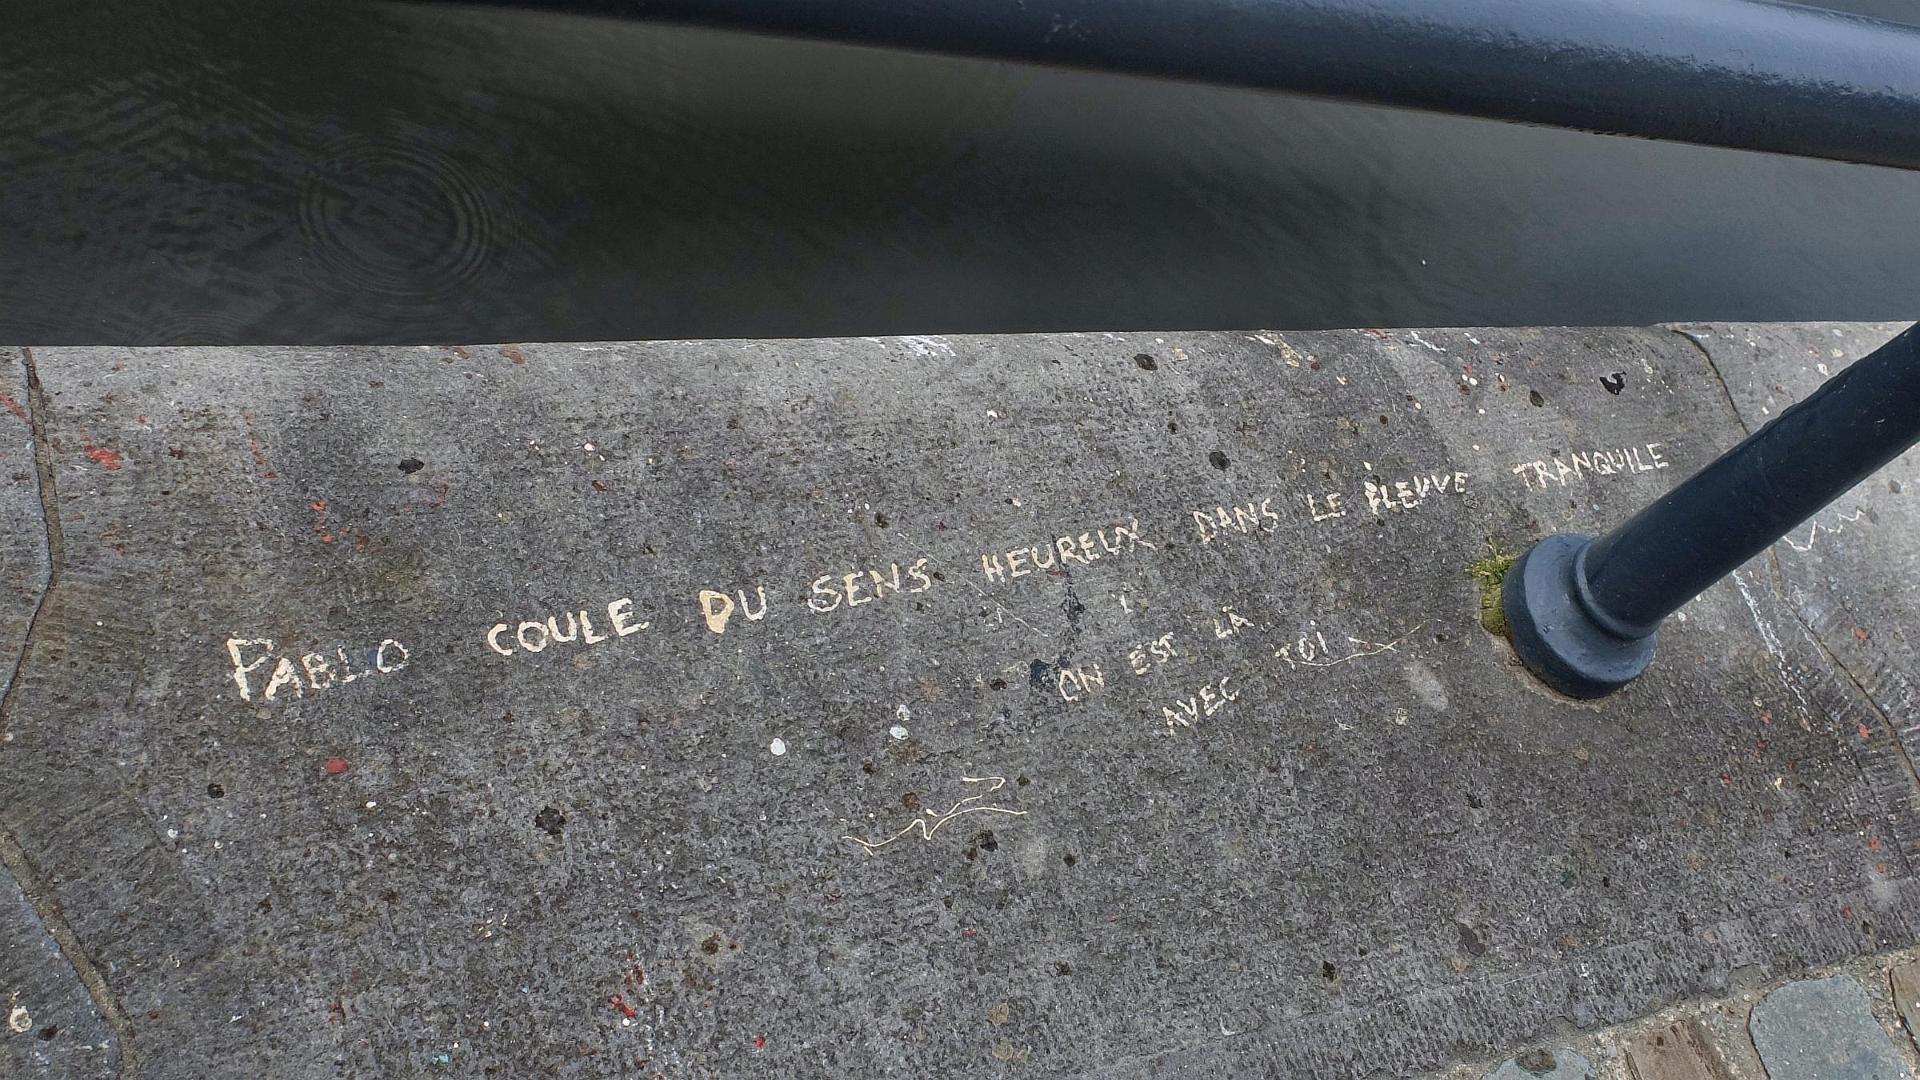 PABLO COULE DU SENS HEUREUX DANS LE FLEUVE TRANQUILE
ON EST LÀ
AVEC TOI